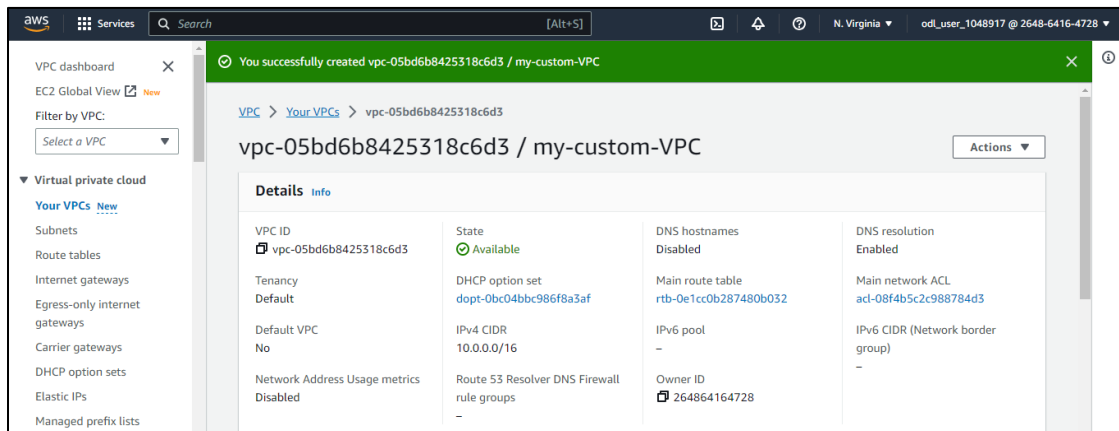 aws
Services
Search
[Alt+S]
N. Virginia
odl_user_1048917 @ 2648-6416-4728
VPC dashboard
EC2 Global View New
Filter by VPC:
Select a VPC
Virtual private cloud
Your VPCs New
Subnets
Route tables
Internet gateways
Egress-only internet
gateways
Carrier gateways
DHCP option sets
Elastic IPs
Managed prefix lists
You successfully created vpc-05bd6b8425318c6d3 / my-custom-VPC
VPC > Your VPCs > vpc-05bd6b8425318c6d3
vpc-05bd6b8425318c6d3 / my-custom-VPC
Actions
Details Info
VPC ID
vpc-05bd6b8425318c6d3
State
Available
DNS hostnames
Disabled
DNS resolution
Enabled
Tenancy
Default
DHCP option set
dopt-0bc04bbc986f8a3af
Main route table
rtb-0e1cc0b287480b032
Main network ACL
acl-08f4b5c2c988784d3
Default VPC
No
IPv4 CIDR
10.0.0.0/16
IPv6 pool
–
IPv6 CIDR (Network border
group)
–
Network Address Usage metrics
Disabled
Route 53 Resolver DNS Firewall
rule groups
–
Owner ID
264864164728